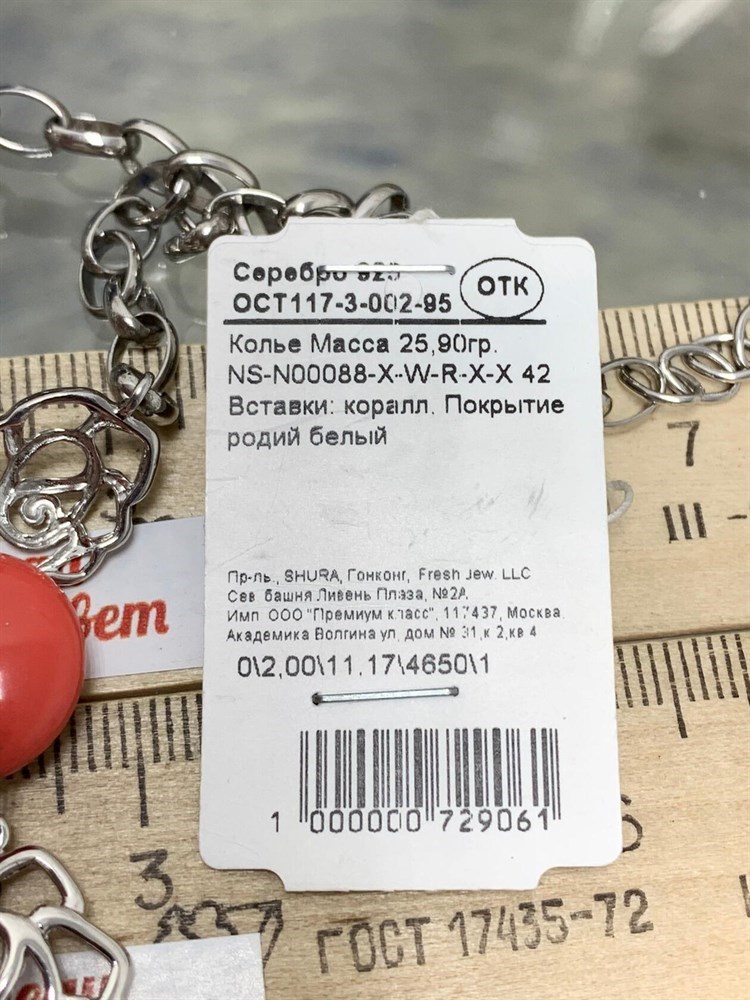 Серебро 925
ОСТ117-3-002-95
ОТК
Колье Масса 25,90гр.
NS-N00088-X-W-R-X-X 42
Вставки: коралл. Покрытие
родий белый
Пр-ль., SHURA, Гонконг, Fresh Jew. LLC
Сев. башня.Ливень Плаза, №2А
Имп. ООО "Премиум класс", 117437, Москва.
Академика Волгина ул, дом № 31,к 2,кв 4
0\2,00\11.17\4650\1
1 000000 729061
7
3
ГОСТ 17435-72